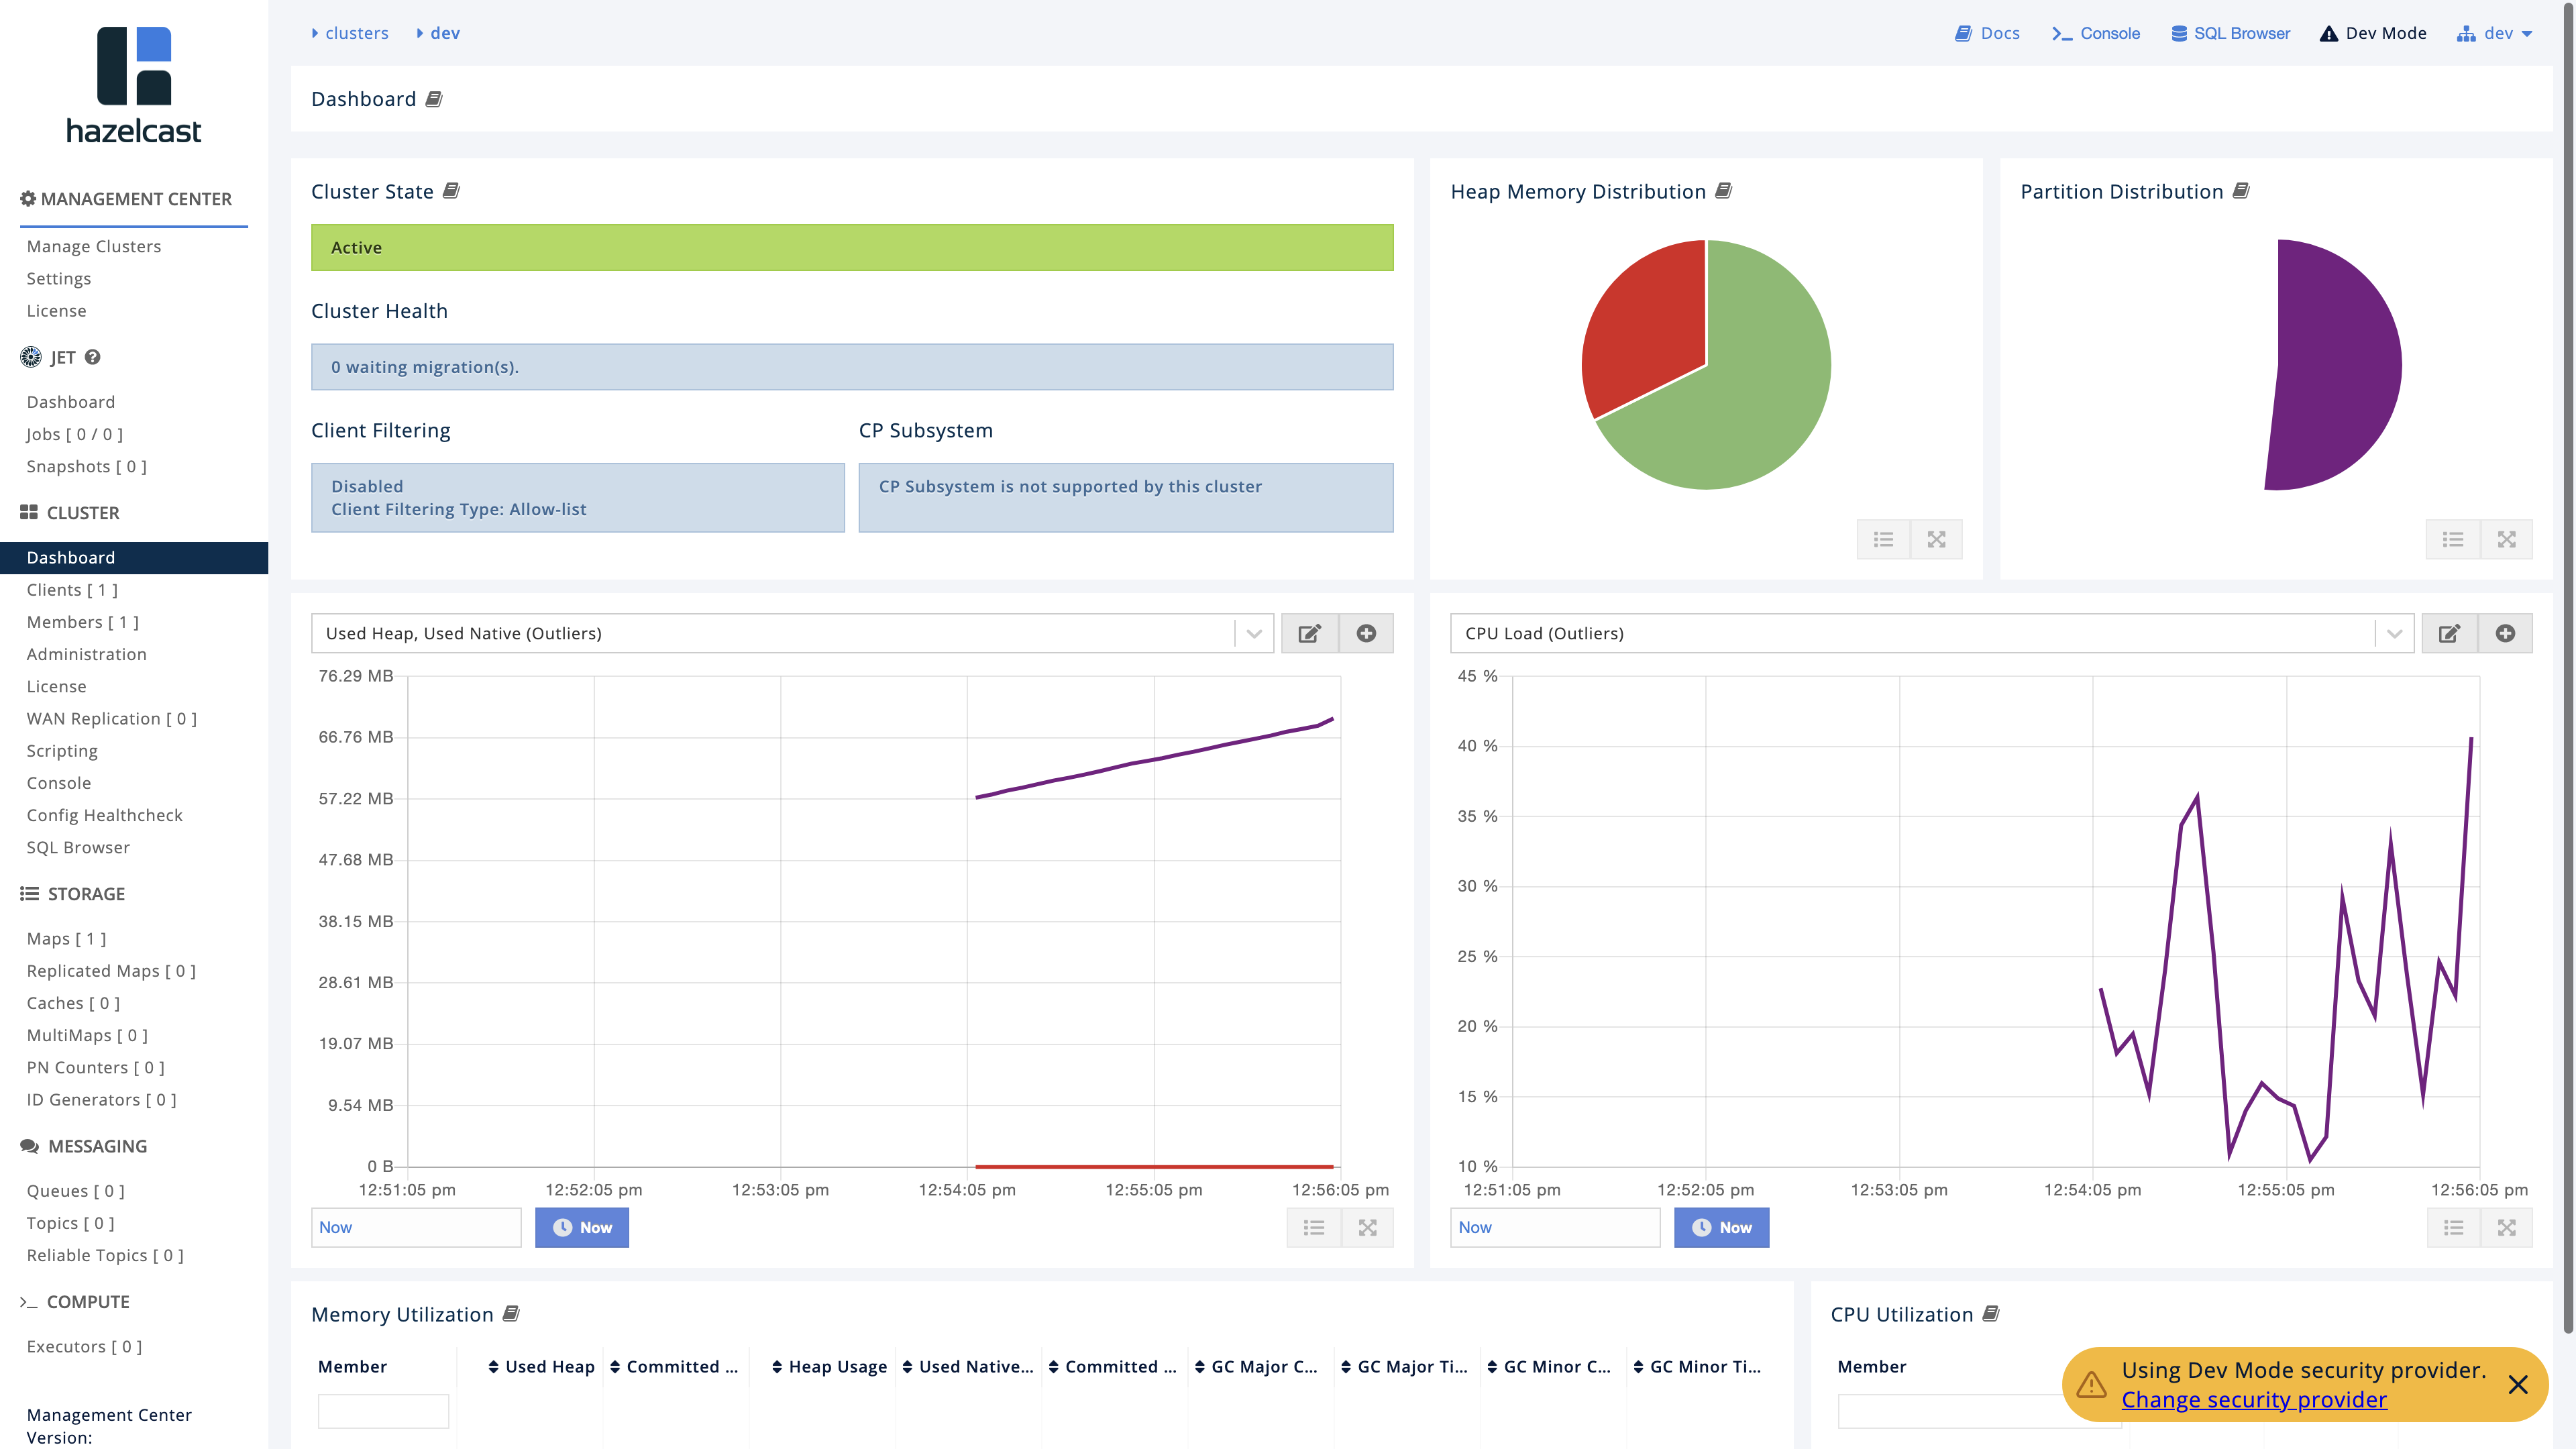 clusters dev
Docs Console SQL Browser Dev Mode dev
hazelcast
MANAGEMENT CENTER
Manage Clusters
Settings
License
JET
Dashboard
Jobs [ 0 / 0 ]
Snapshots [ 0 ]
CLUSTER
Dashboard
Clients [ 1 ]
Members [ 1 ]
Administration
License
WAN Replication [ 0 ]
Scripting
Console
Config Healthcheck
SQL Browser
STORAGE
Maps [ 1 ]
Replicated Maps [ 0 ]
Caches [ 0 ]
MultiMaps [ 0 ]
PN Counters [ 0 ]
ID Generators [ 0 ]
MESSAGING
Queues [ 0 ]
Topics [ 0 ]
Reliable Topics [ 0 ]
COMPUTE
Executors [ 0 ]
Management Center
Version:
Dashboard
Cluster State
Active
Cluster Health
0 waiting migration(s).
Client Filtering
Disabled
Client Filtering Type: Allow-list
CP Subsystem
CP Subsystem is not supported by this cluster
Heap Memory Distribution
Partition Distribution
Used Heap, Used Native (Outliers)
76.29 MB
66.76 MB
57.22 MB
47.68 MB
38.15 MB
28.61 MB
19.07 MB
9.54 MB
0 B
12:51:05 pm 12:52:05 pm 12:53:05 pm 12:54:05 pm 12:55:05 pm 12:56:05 pm
Now Now
CPU Load (Outliers)
45 %
40 %
35 %
30 %
25 %
20 %
15 %
10 %
12:51:05 pm 12:52:05 pm 12:53:05 pm 12:54:05 pm 12:55:05 pm 12:56:05 pm
Now Now
Memory Utilization
Member Used Heap Committed ... Heap Usage Used Native... Committed ... GC Major C... GC Major Ti... GC Minor C... GC Minor Ti...
CPU Utilization
Member
Using Dev Mode security provider.
Change security provider